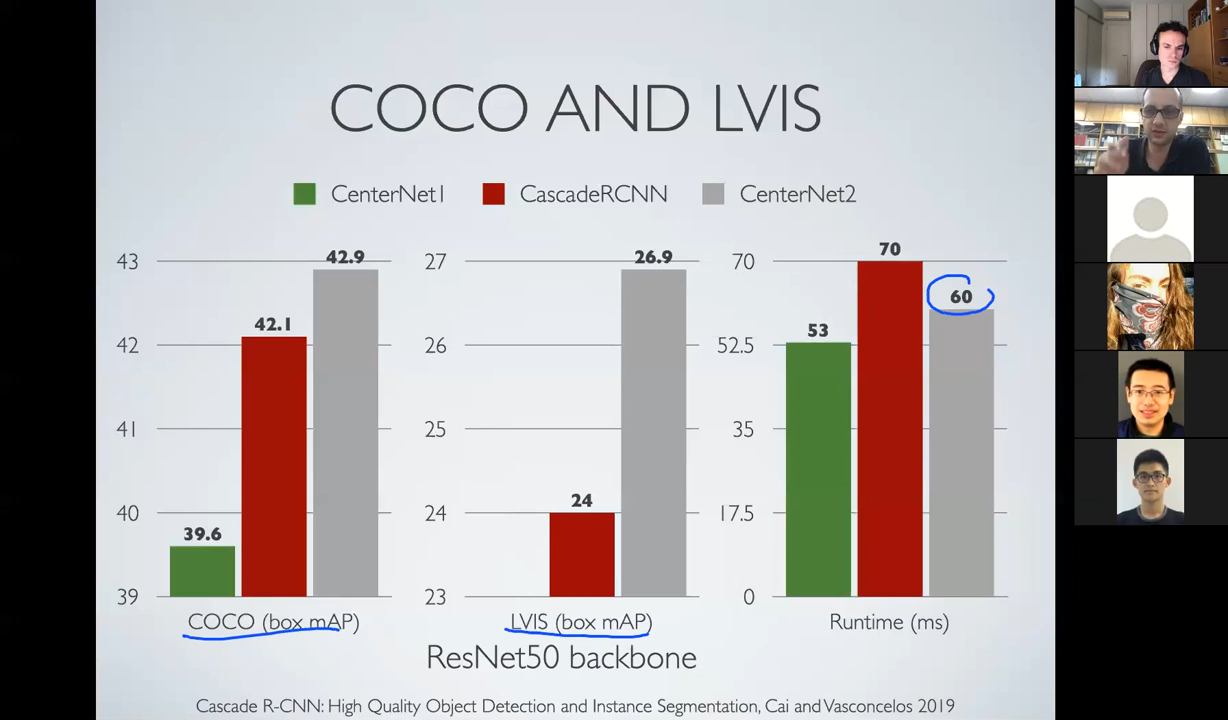 COCO AND LVIS
CenterNet1 CascadeRCNN CenterNet2
43 42.9 27 26.9 70 70
60
42.1 53
42 26 52.5
41 25 35
40 24 24 17.5
39.6
39 23 0
COCO (box mAP) LVIS (box mAP) Runtime (ms)
ResNet50 backbone
Cascade R-CNN: High Quality Object Detection and Instance Segmentation, Cai and Vasconcelos 2019